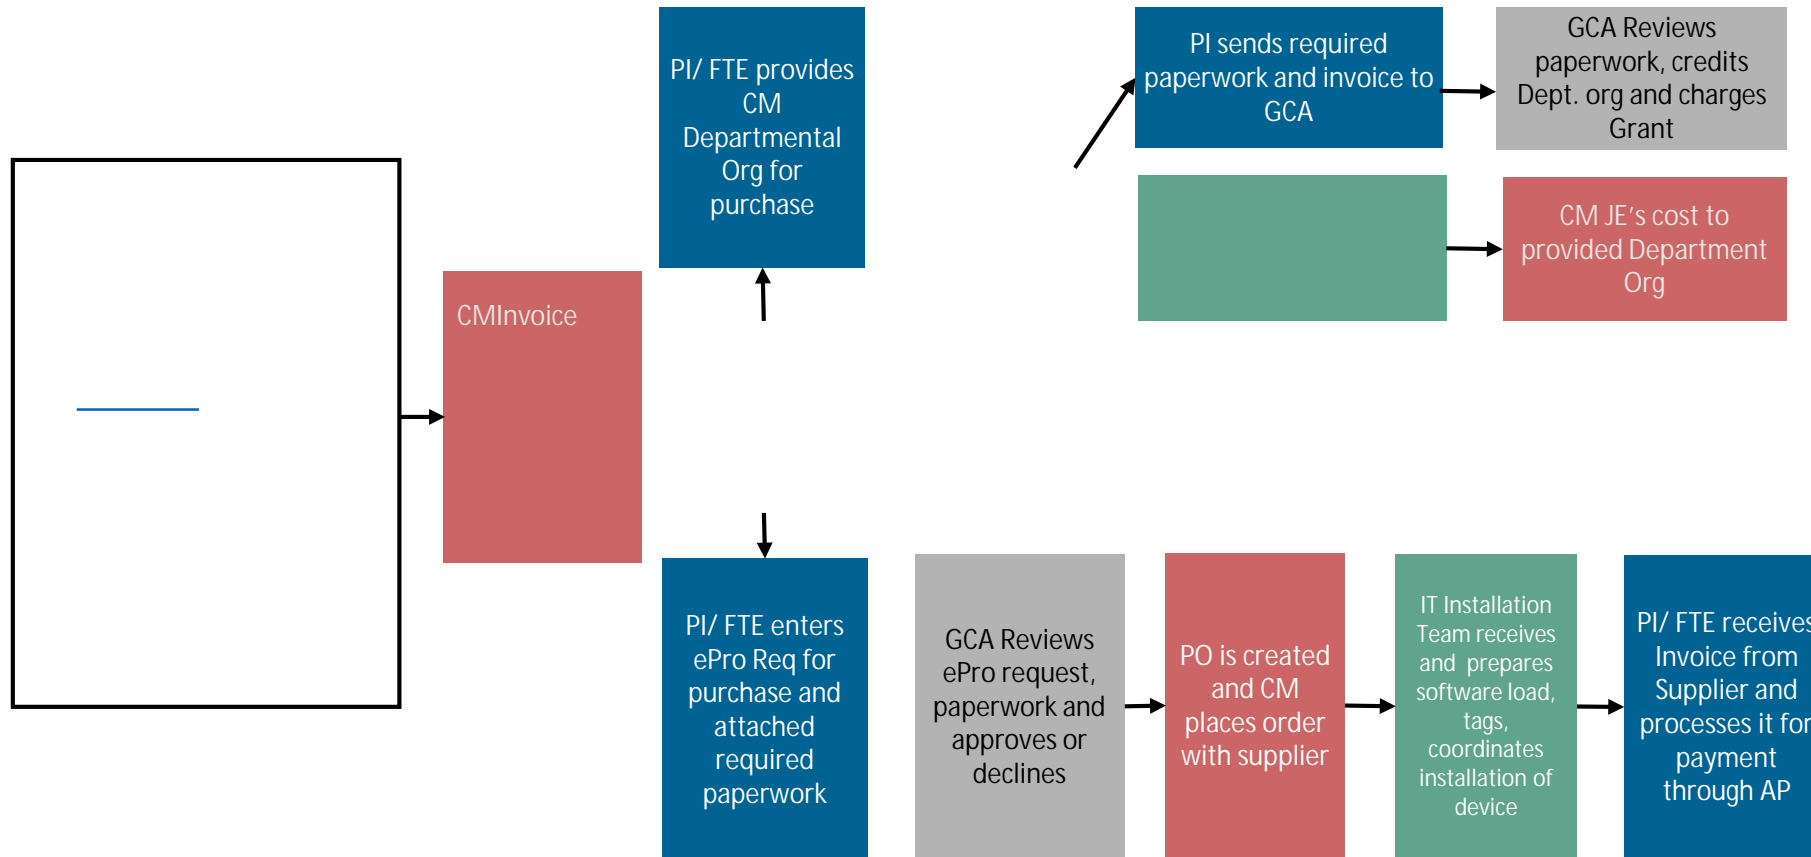 PI/ FTE provides
CM
Departmental
Org for
purchase
PI sends required
paperwork and invoice to
GCA
GCA Reviews
paperwork, credits
Dept. org and charges
Grant
CM JE's cost to
provided Department
Org
CMInvoice
PI/ FTE enters
ePro Req for
purchase and
attached
required
paperwork
GCA Reviews
ePro request,
paperwork and
approves or
declines
PO is created
and CM
places order
with supplier
IT Installation
Team receives
and prepares
software load,
tags,
coordinates
installation of
device
PI/ FTE receives
Invoice from
Supplier and
processes it for
payment
through AP